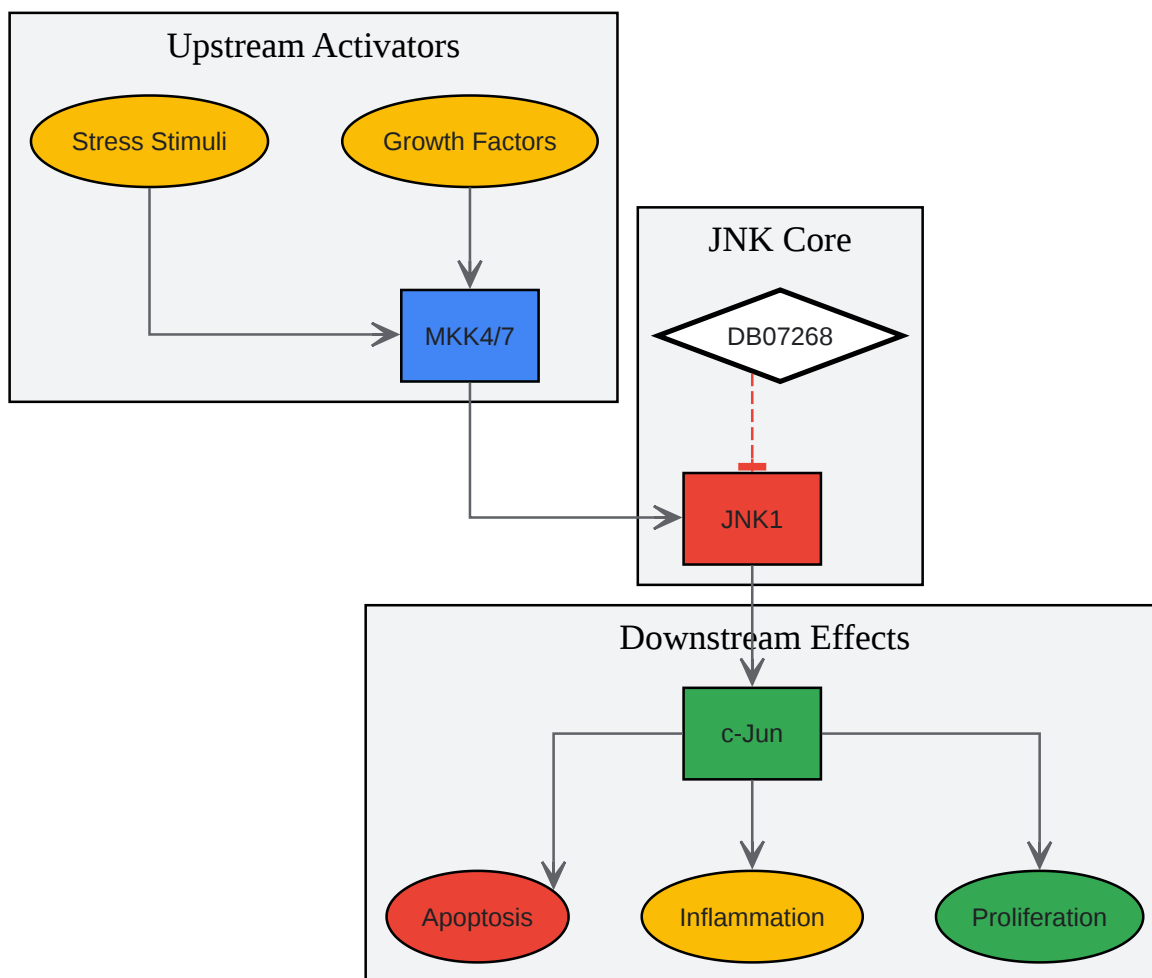 Upstream Activators
Stress Stimuli
Growth Factors
MKK4/7
JNK Core
DB07268
JNK1
Downstream Effects
c-Jun
Apoptosis
Inflammation
Proliferation